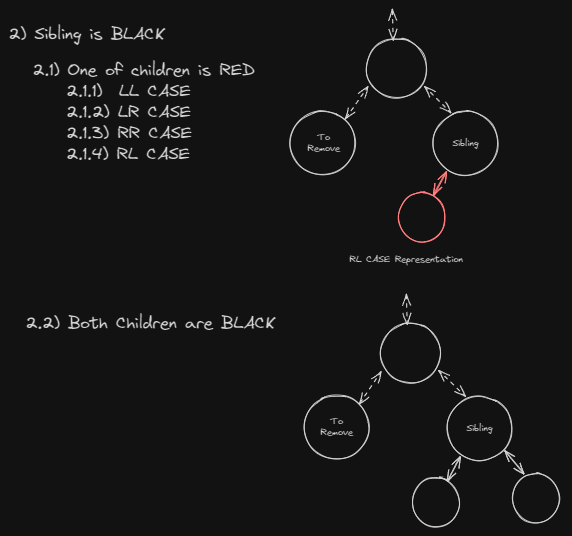 2) Sibling is BLACK
2.1) One of children is RED
2.1.1) LL CASE
2.1.2) LR CASE
2.1.3) RR CASE
2.1.4) RL CASE
To
Remove
Sibling
RL CASE Representation
2.2) Both Children are BLACK
To
Remove
Sibling